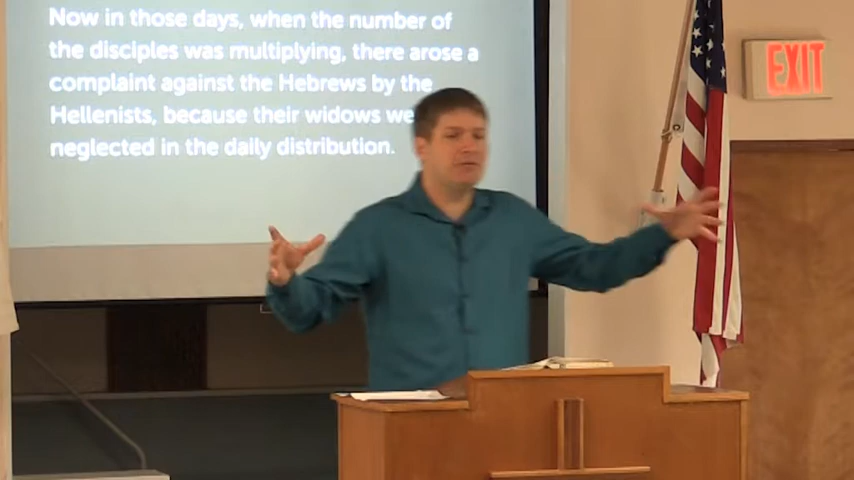 Now in those days, when the number of
the disciples was multiplying, there arose a
complaint against the Hebrews by the
Hellenists, because their widows we
neglected in the daily distribution.
EXIT